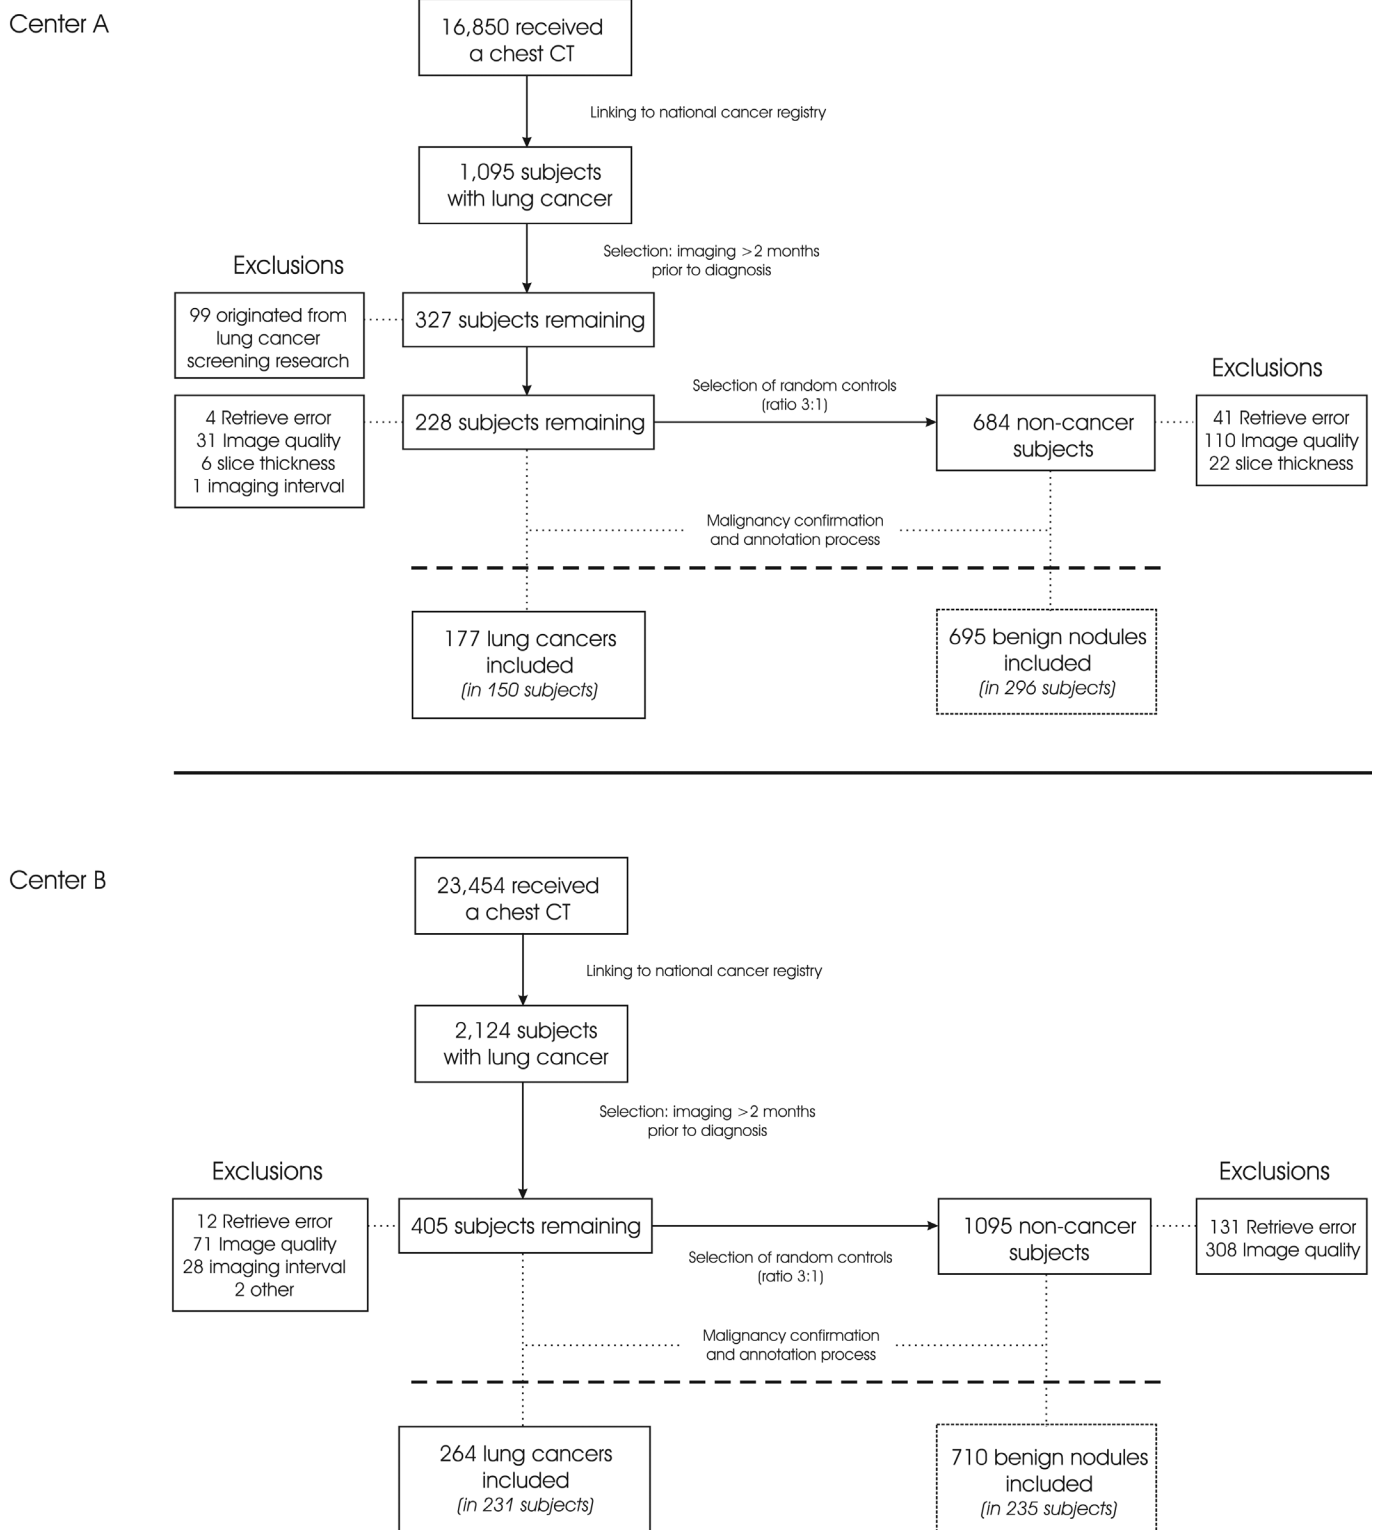 Center A
16,850 received
a chest CT
Linking to national cancer registry
1,095 subjects
with lung cancer
Selection: imaging >2 months
prior to diagnosis
Exclusions
99 originated from
lung cancer
screening research
327 subjects remaining
4 Retrieve error
31 Image quality
6 slice thickness
1 imaging interval
228 subjects remaining
Selection of random controls
(ratio 3:1)
684 non-cancer
subjects
Exclusions
41 Retrieve error
110 Image quality
22 slice thickness
Malignancy confirmation
and annotation process
177 lung cancers
included
(in 150 subjects)
695 benign nodules
included
(in 296 subjects)
Center B
23,454 received
a chest CT
Linking to national cancer registry
2,124 subjects
with lung cancer
Selection: imaging >2 months
prior to diagnosis
Exclusions
12 Retrieve error
71 Image quality
28 imaging interval
2 other
405 subjects remaining
Selection of random controls
(ratio 3:1)
1095 non-cancer
subjects
Exclusions
131 Retrieve error
308 Image quality
Malignancy confirmation
and annotation process
264 lung cancers
included
(in 231 subjects)
710 benign nodules
included
(in 235 subjects)